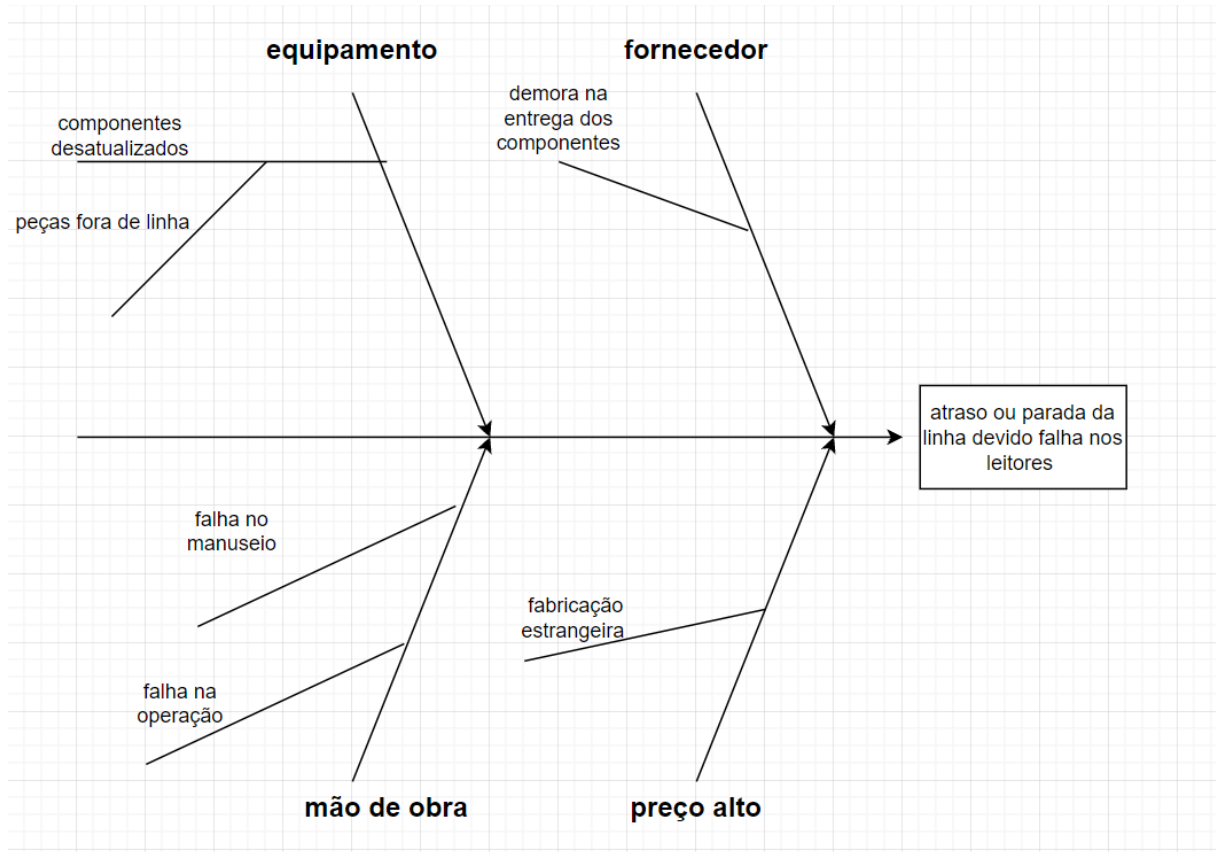 equipamento
fornecedor
componentes
desatualizados
peças fora de linha
demora na
entrega dos
componentes
atraso ou parada da
linha devido falha nos
leitores
falha no
manuseio
falha na
operação
fabricação
estrangeira
mão de obra
preço alto